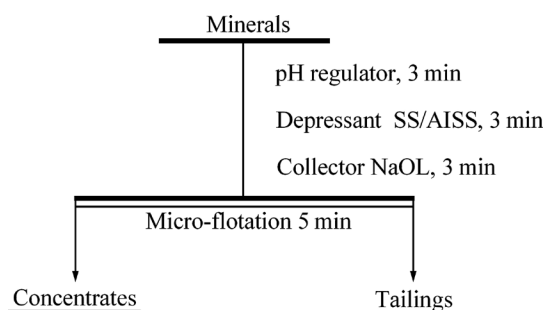 Minerals
pH regulator, 3 min
Depressant SS/AISS, 3 min
Collector NaOL, 3 min
Micro-flotation 5 min
Concentrates
Tailings